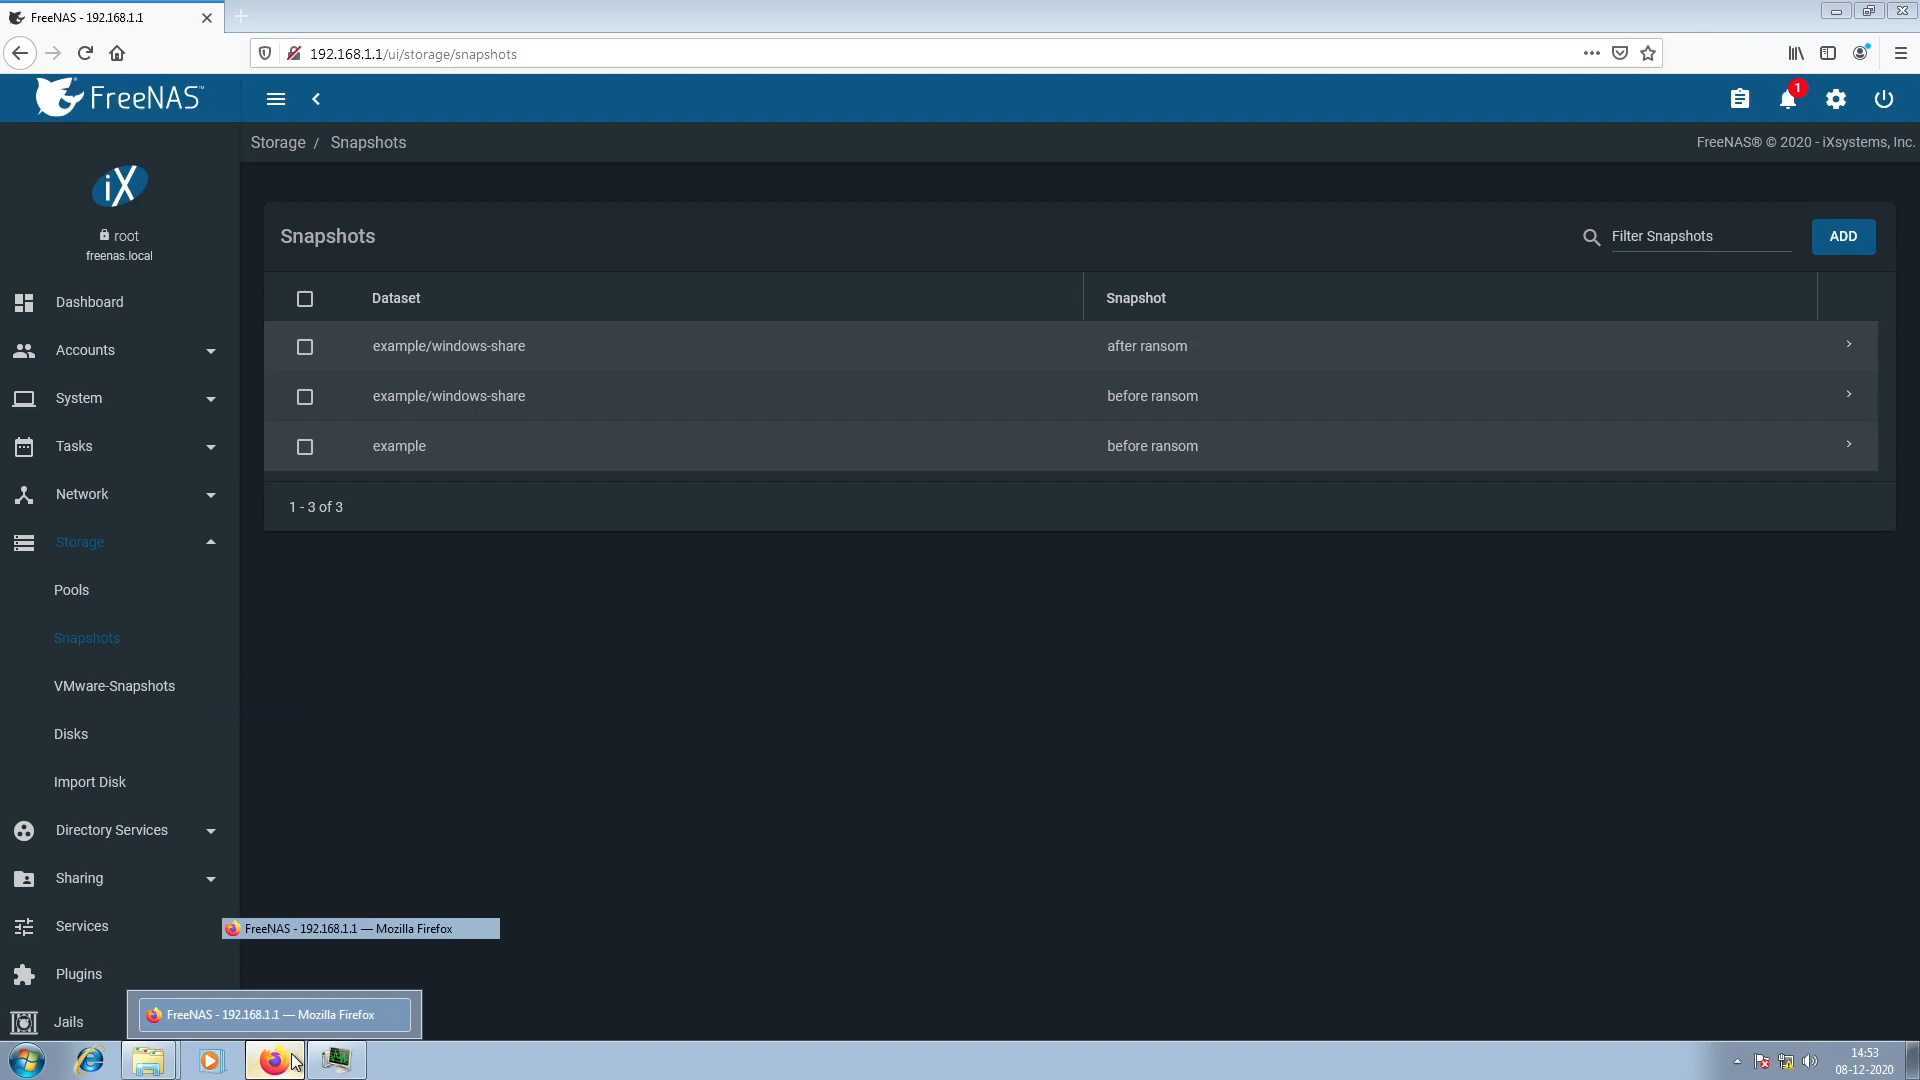 FreeNAS - 192.168.1.1
192.168.1.1/ui/storage/snapshots
FreeNAS
1
Storage / Snapshots
FreeNAS® © 2020 - iXsystems, Inc.
iX
root
freenas.local
Dashboard
Accounts
System
Tasks
Network
Storage
Pools
Snapshots
VMware-Snapshots
Disks
Import Disk
Directory Services
Sharing
Services
Plugins
Jails
Snapshots
Filter Snapshots
ADD
Dataset Snapshot
example/windows-share after ransom
example/windows-share before ransom
example before ransom
1 - 3 of 3
FreeNAS - 192.168.1.1 — Mozilla Firefox
FreeNAS - 192.168.1.1 — Mozilla Firefox
14:53
08-12-2020